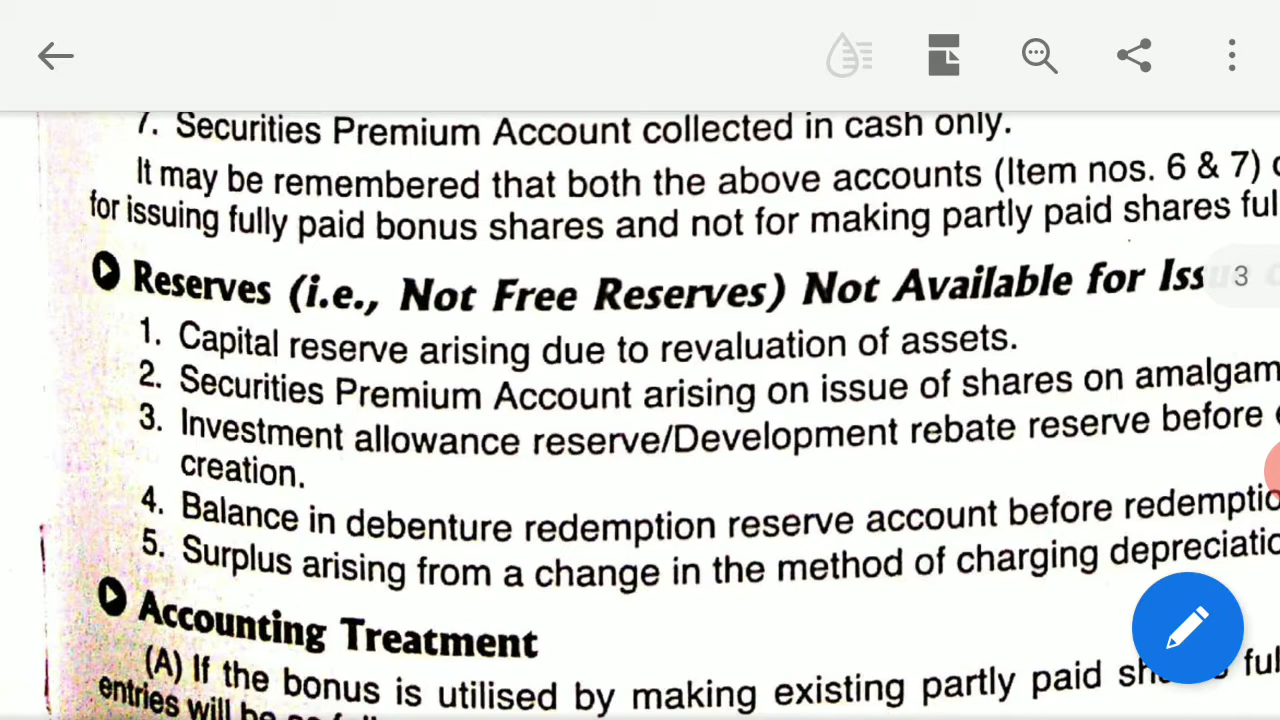 7. Securities Premium Account collected in cash only.
It may be remembered that both the above accounts (Item nos. 6 & 7)
for issuing fully paid bonus shares and not for making partly paid shares
Reserves (i.e., Not Free Reserves) Not Available for
3
1. Capital reserve arising due to revaluation of assets.
2. Securities Premium Account arising on issue of shares on
3. Investment allowance reserve/Development rebate reserve before
creation.
4. Balance in debenture redemption reserve account before
5. Surplus arising from a change in the method of charging
Accounting Treatment
(A) If the bonus is utilised by making existing partly paid
entries will be